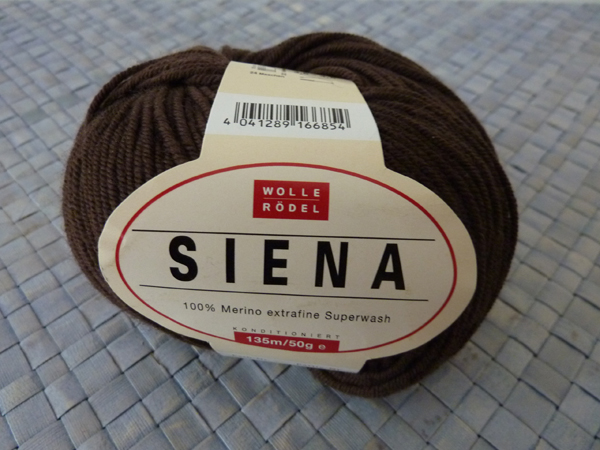 4 041289 166854
WOLLE
RÖDEL
SIENA
100% Merino extrafine Superwash
KONDITIONIERT
135m/50g e